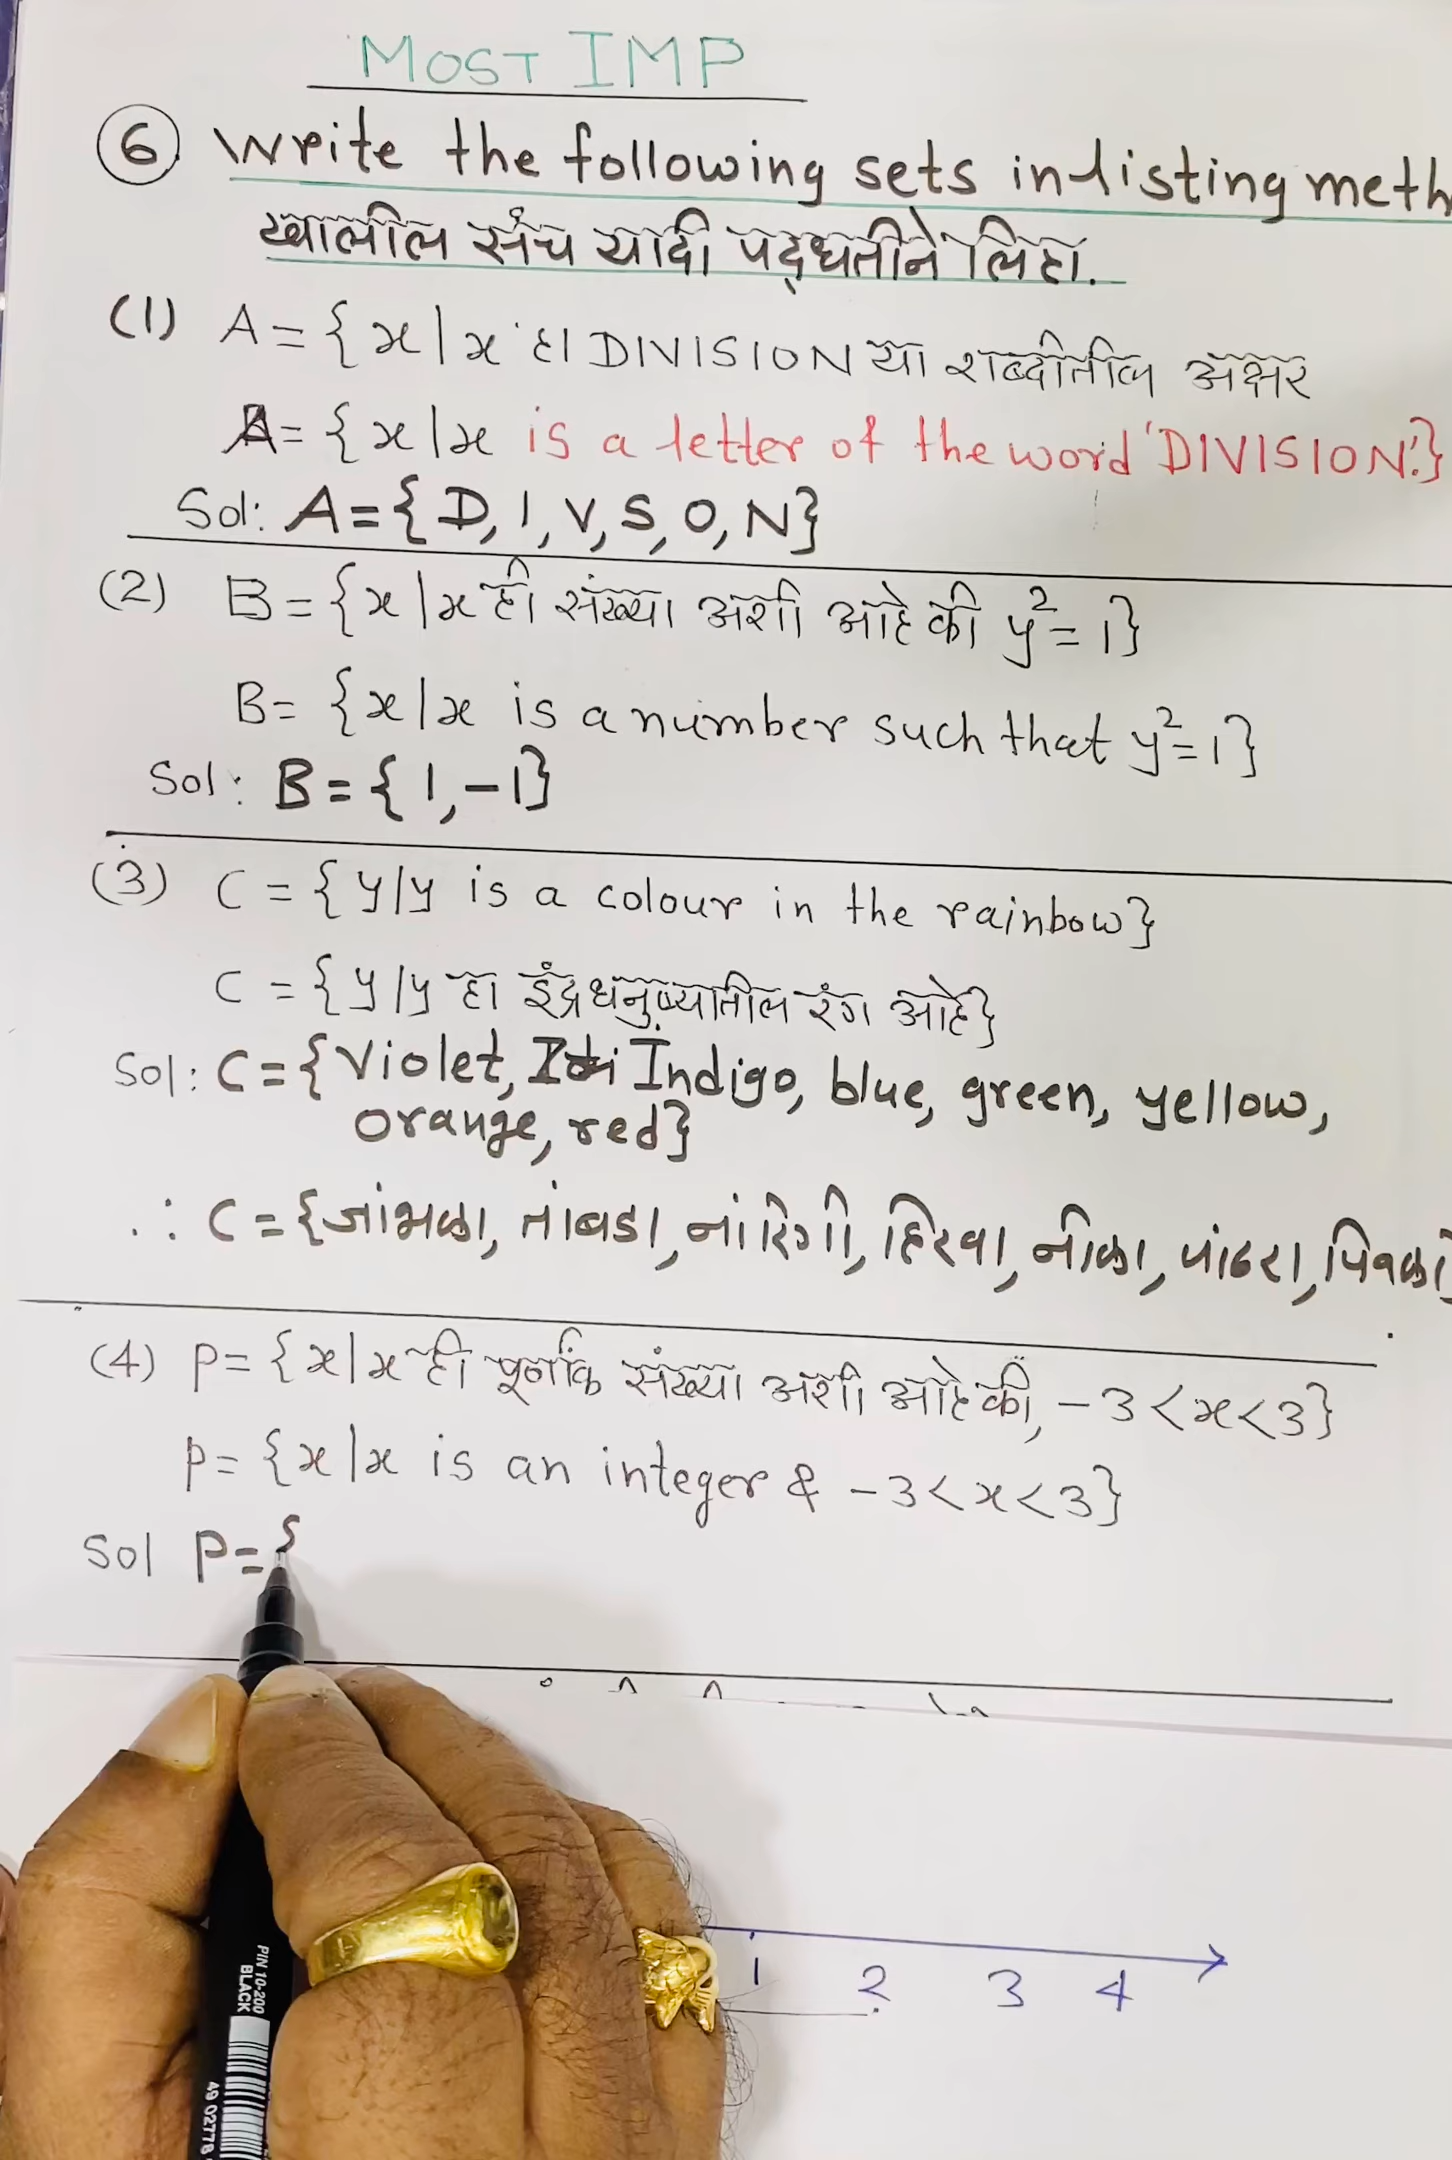 MOST IMP
6 Write the following sets in listing meth
खालील संच यादी पद्धतीने लिहा.
(1) A = {x | x हा DIVISION या शब्दातील अक्षर
A = {x | x is a letter of the word 'DIVISION'.}
Sol: A = {D, I, V, S, O, N}
(2) B = {x | x ही संख्या अशी आहे की y² = 1}
B = {x | x is a number such that y² = 1}
Sol: B = {1, -1}
(3) C = {y | y is a colour in the rainbow}
C = {y | y हा इंद्रधनुष्यातील रंग आहे}
Sol: C = {Violet, Indigo, blue, green, yellow,
orange, red}
∴ C = {जांभळा, तांबडा, नारिंगी, हिरवा, नीळा, पांढरा, पिवळा}
(4) P = {x | x ही पूर्णांक संख्या अशी आहे की, -3 < x < 3}
P = {x | x is an integer & -3 < x < 3}
Sol P = {
1 2 3 4
PIN 10-200
BLACK
49 02778